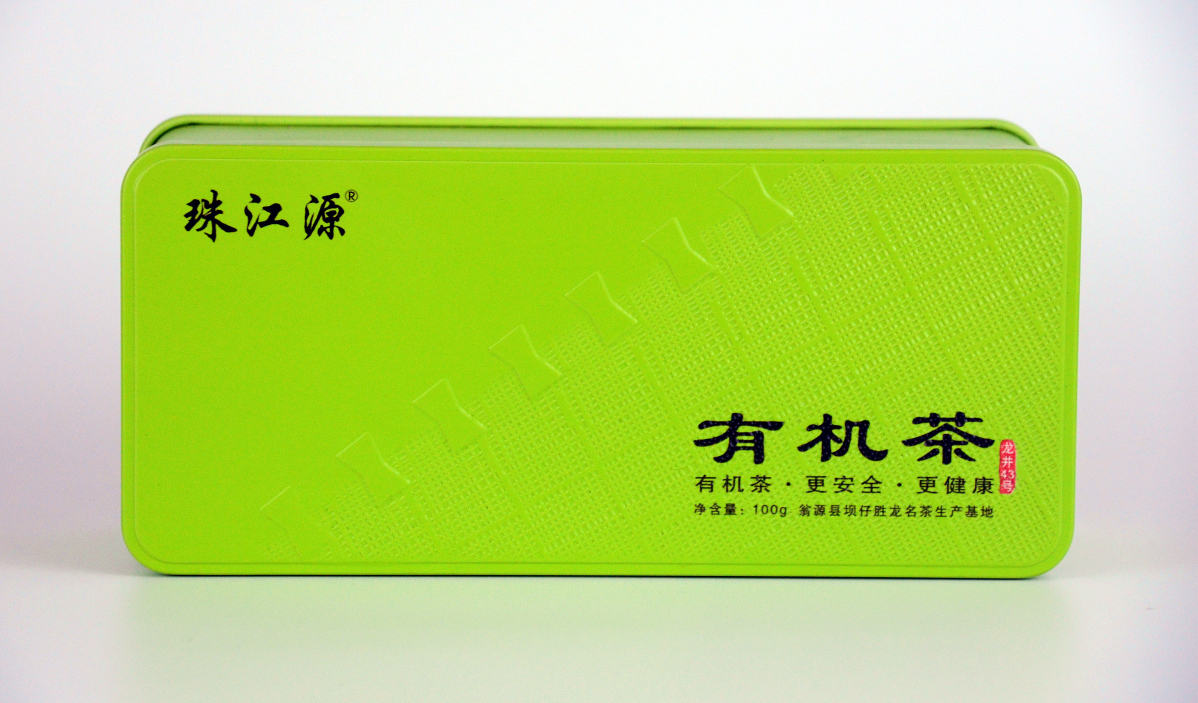 珠江源®
有机茶
龙井43号
有机茶·更安全·更健康
净含量：100g 翁源县坝仔胜龙名茶生产基地